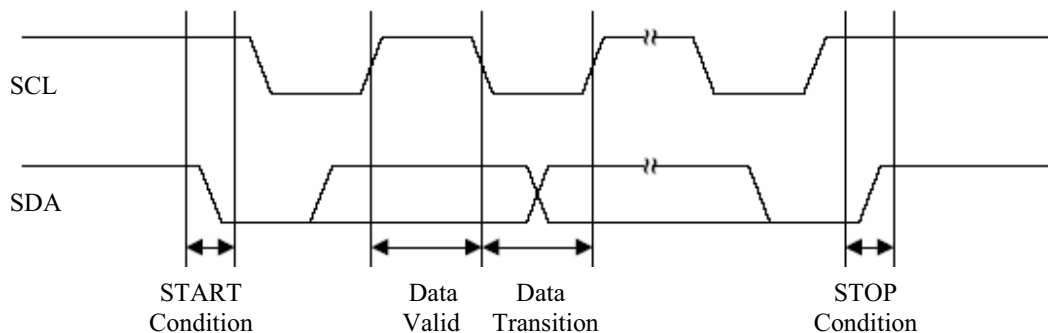 SCL
SDA
START
Condition
Data
Valid
Data
Transition
STOP
Condition